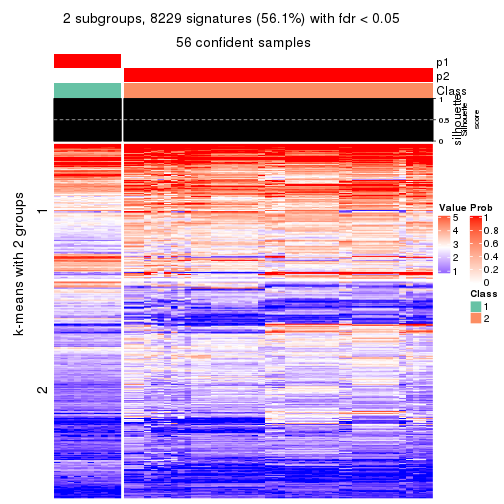 2 subgroups, 8229 signatures (56.1%) with fdr < 0.05
56 confident samples
p1
p2
Class
1
0.5
0
silhouette
Silhouette
score
k-means with 2 groups
1
2
Value
5
4
3
2
1
Prob
1
0.8
0.6
0.4
0.2
0
Class
1
2